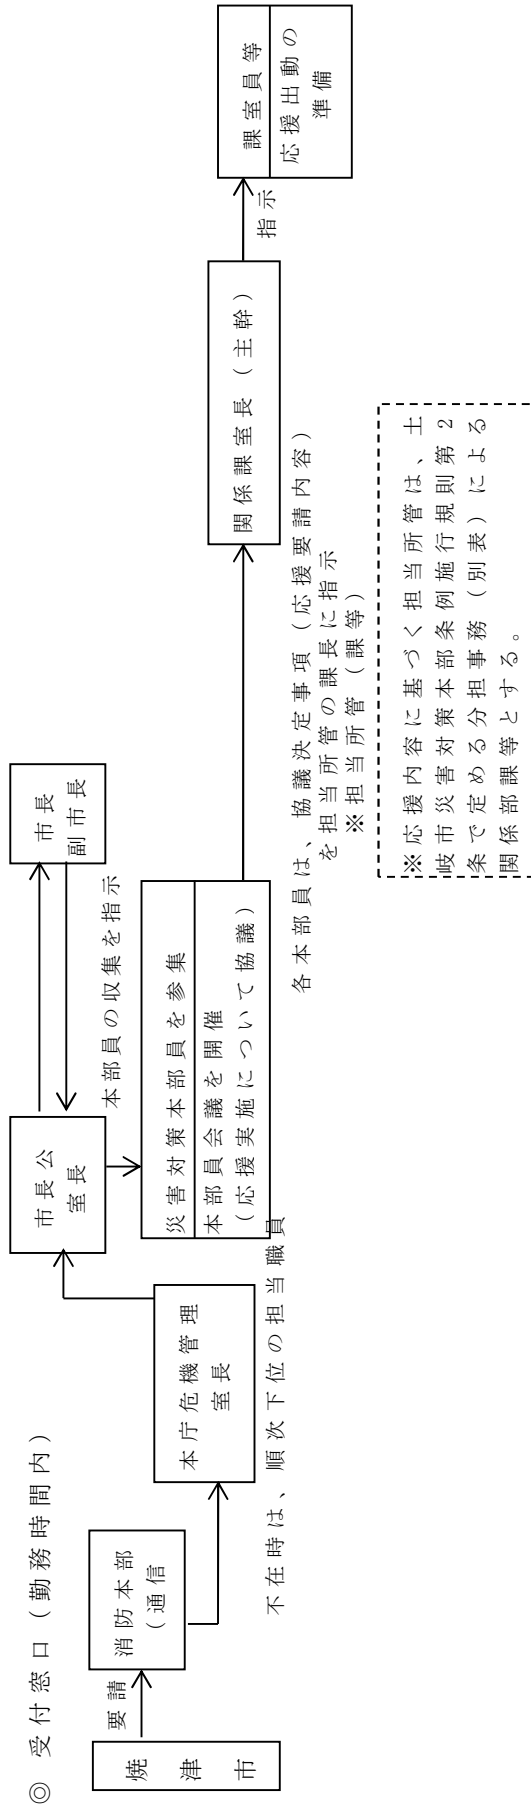 ◎ 受付窓口（勤務時間内）
焼津市
要請
消防本部
（通信
本庁危機管理
室長
不在時は、順次下位の担当職員
市長公
室長
市長
副市長
本部員の収集を指示
災害対策本部員を参集
本部員会議を開催
（応援実施について協議）
各本部員は、協議決定事項（応援要請内容）
を担当所管の課長に指示
※担当所管（課等）
関係課室長（主幹）
指示
課室員等
応援出動の
準備
※応援内容に基づく担当所管は、土
岐市災害対策本部条例施行規則第２
条で定める分担事務（別表）による
関係部課等とする。